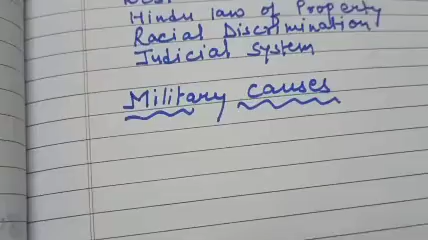 Hindu law of Property
Racial Discrimination
Judicial system
Military causes